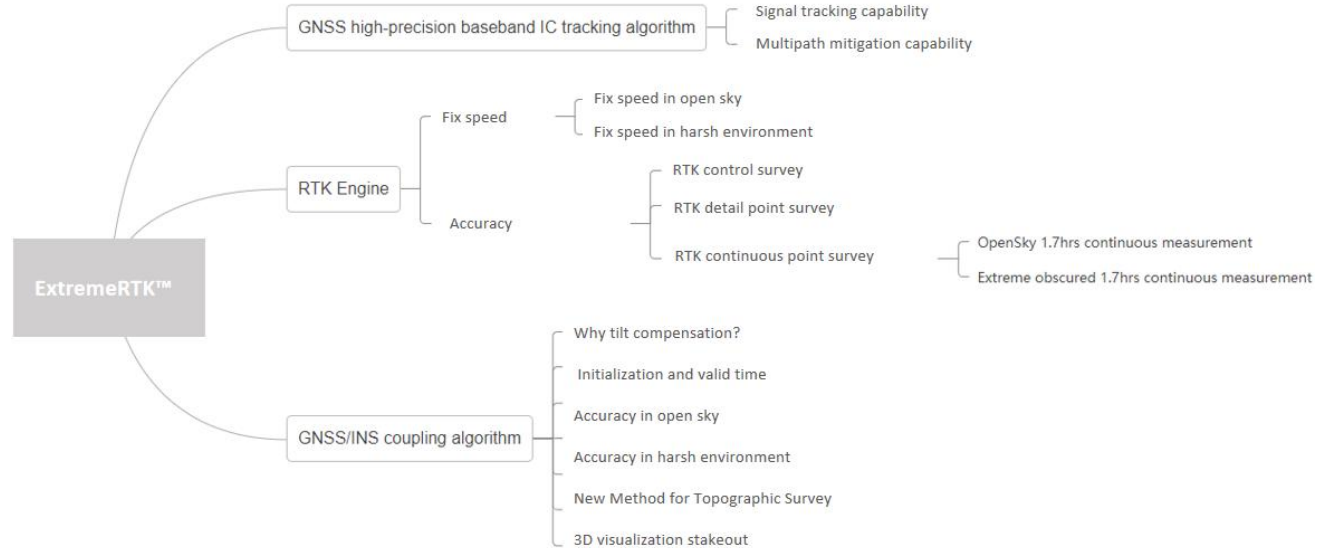 GNSS high-precision baseband IC tracking algorithm
Signal tracking capability
Multipath mitigation capability
RTK Engine
Fix speed
Fix speed in open sky
Fix speed in harsh environment
Accuracy
RTK control survey
RTK detail point survey
RTK continuous point survey
OpenSky 1.7hrs continuous measurement
Extreme obscured 1.7hrs continuous measurement
ExtremeRTK™
GNSS/INS coupling algorithm
Why tilt compensation?
Initialization and valid time
Accuracy in open sky
Accuracy in harsh environment
New Method for Topographic Survey
3D visualization stakeout